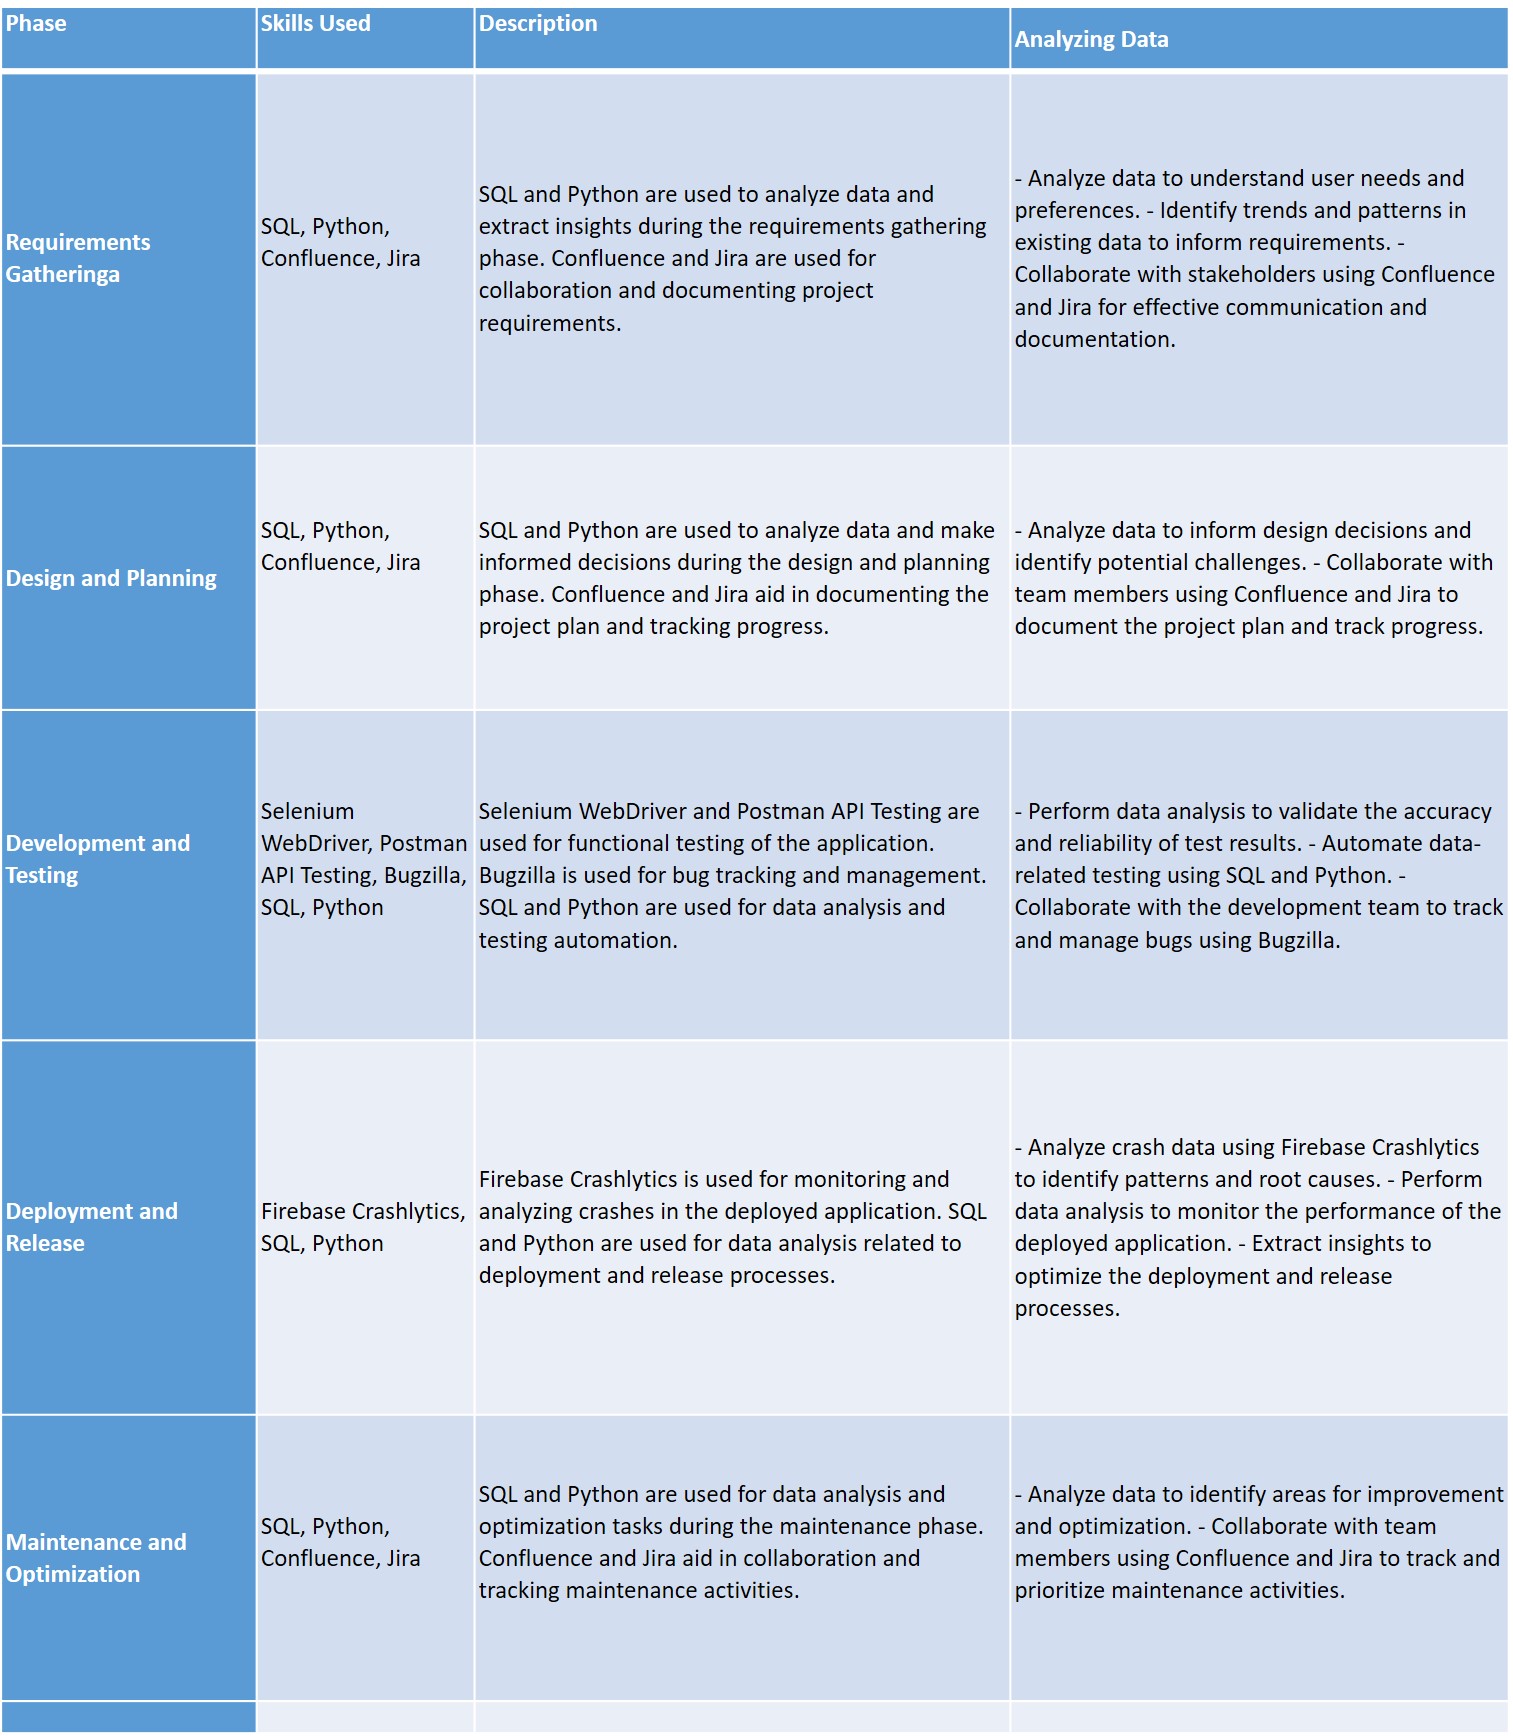 Phase
Skills Used
Description
Analyzing Data
Requirements
Gatheringa
SQL, Python,
Confluence, Jira
SQL and Python are used to analyze data and
extract insights during the requirements gathering
phase. Confluence and Jira are used for
collaboration and documenting project
requirements.
- Analyze data to understand user needs and
preferences. - Identify trends and patterns in
existing data to inform requirements. -
Collaborate with stakeholders using Confluence
and Jira for effective communication and
documentation.
Design and Planning
SQL, Python,
Confluence, Jira
SQL and Python are used to analyze data and make
informed decisions during the design and planning
phase. Confluence and Jira aid in documenting the
project plan and tracking progress.
- Analyze data to inform design decisions and
identify potential challenges. - Collaborate with
team members using Confluence and Jira to
document the project plan and track progress.
Development and
Testing
Selenium
WebDriver, Postman
API Testing, Bugzilla,
SQL, Python
Selenium WebDriver and Postman API Testing are
used for functional testing of the application.
Bugzilla is used for bug tracking and management.
SQL and Python are used for data analysis and
testing automation.
- Perform data analysis to validate the accuracy
and reliability of test results. - Automate data-
related testing using SQL and Python. -
Collaborate with the development team to track
and manage bugs using Bugzilla.
Deployment and
Release
Firebase Crashlytics,
SQL, Python
Firebase Crashlytics is used for monitoring and
analyzing crashes in the deployed application. SQL
and Python are used for data analysis related to
deployment and release processes.
- Analyze crash data using Firebase Crashlytics
to identify patterns and root causes. - Perform
data analysis to monitor the performance of the
deployed application. - Extract insights to
optimize the deployment and release
processes.
Maintenance and
Optimization
SQL, Python,
Confluence, Jira
SQL and Python are used for data analysis and
optimization tasks during the maintenance phase.
Confluence and Jira aid in collaboration and
tracking maintenance activities.
- Analyze data to identify areas for improvement
and optimization. - Collaborate with team
members using Confluence and Jira to track and
prioritize maintenance activities.